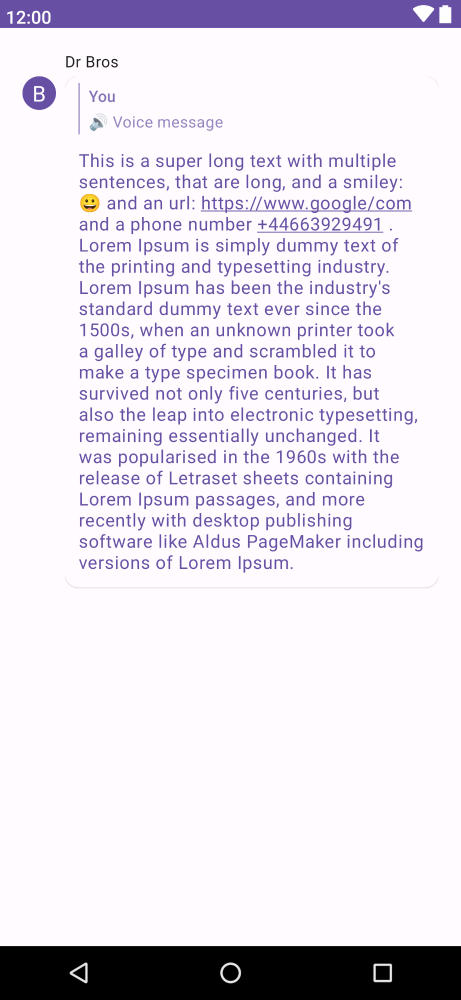 12:00
Dr Bros
B
You
🔊 Voice message
This is a super long text with multiple
sentences, that are long, and a smiley:
😀 and an url: https://www.google/com
and a phone number +44663929491 .
Lorem Ipsum is simply dummy text of
the printing and typesetting industry.
Lorem Ipsum has been the industry's
standard dummy text ever since the
1500s, when an unknown printer took
a galley of type and scrambled it to
make a type specimen book. It has
survived not only five centuries, but
also the leap into electronic typesetting,
remaining essentially unchanged. It
was popularised in the 1960s with the
release of Letraset sheets containing
Lorem Ipsum passages, and more
recently with desktop publishing
software like Aldus PageMaker including
versions of Lorem Ipsum.